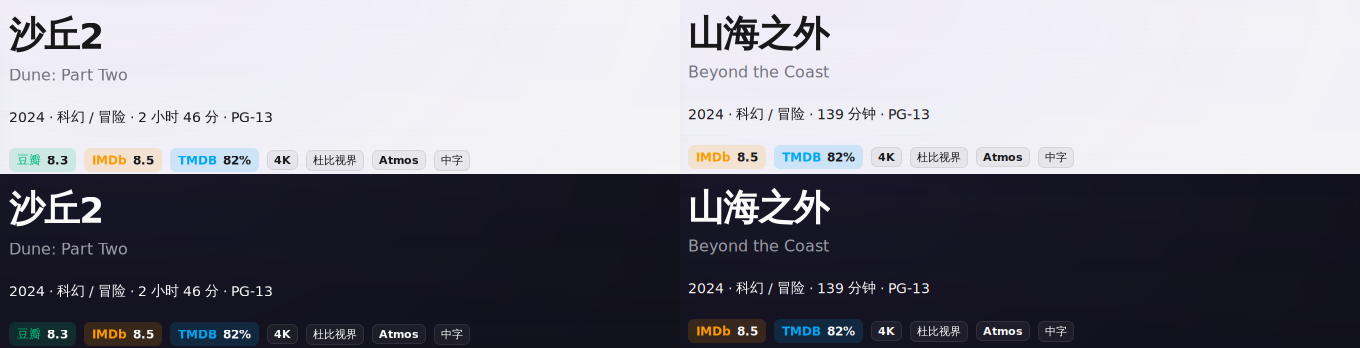 沙丘2
Dune: Part Two
2024 · 科幻 / 冒险 · 2 小时 46 分 · PG-13
豆瓣 8.3 IMDb 8.5 TMDB 82% 4K 杜比视界 Atmos 中字
山海之外
Beyond the Coast
2024 · 科幻 / 冒险 · 139 分钟 · PG-13
IMDb 8.5 TMDB 82% 4K 杜比视界 Atmos 中字
沙丘2
Dune: Part Two
2024 · 科幻 / 冒险 · 2 小时 46 分 · PG-13
豆瓣 8.3 IMDb 8.5 TMDB 82% 4K 杜比视界 Atmos 中字
山海之外
Beyond the Coast
2024 · 科幻 / 冒险 · 139 分钟 · PG-13
IMDb 8.5 TMDB 82% 4K 杜比视界 Atmos 中字